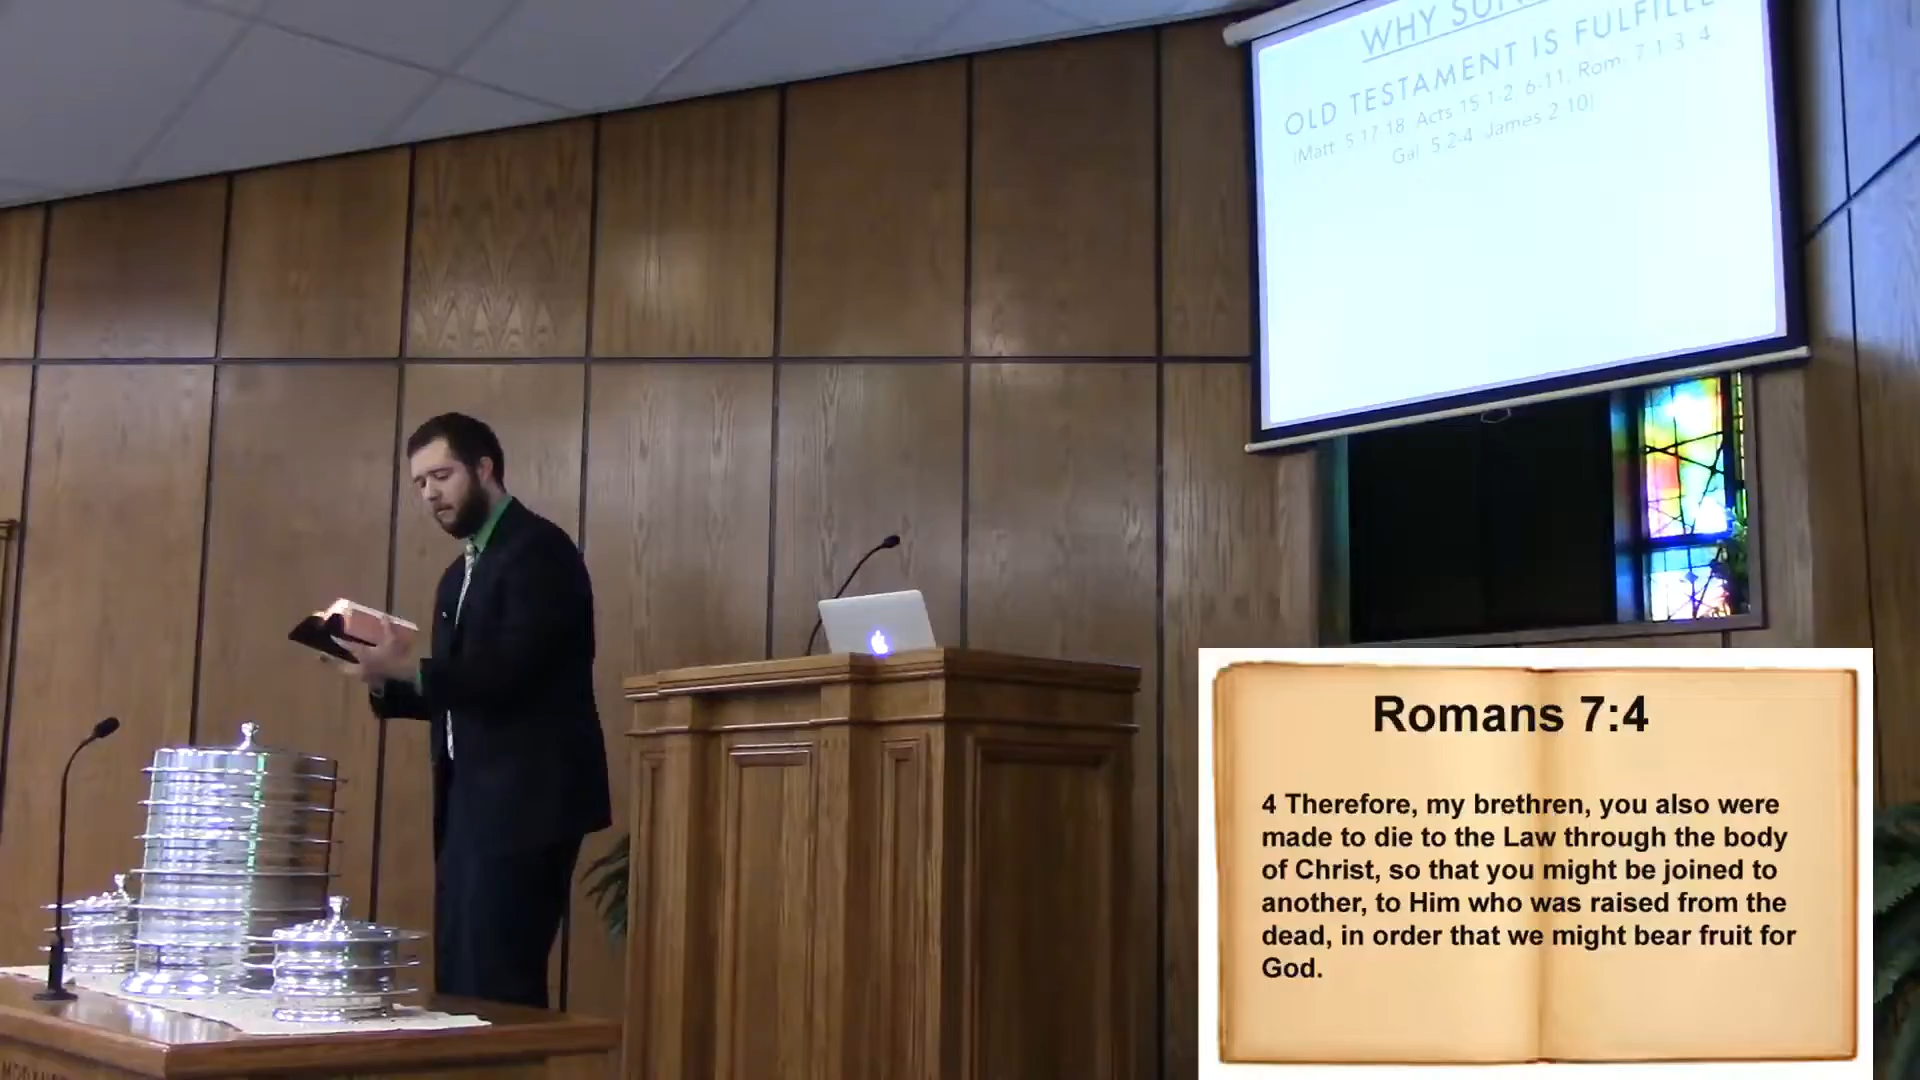 WHY
OLD TESTAMENT IS
(Matt. 5:17-18, Acts 15:1-2, 6-11, Rom. 7:1-3, 4,
Gal. 5:2-4, James 2:10)
Romans 7:4
4 Therefore, my brethren, you also were
made to die to the Law through the body
of Christ, so that you might be joined to
another, to Him who was raised from the
dead, in order that we might bear fruit for
God.